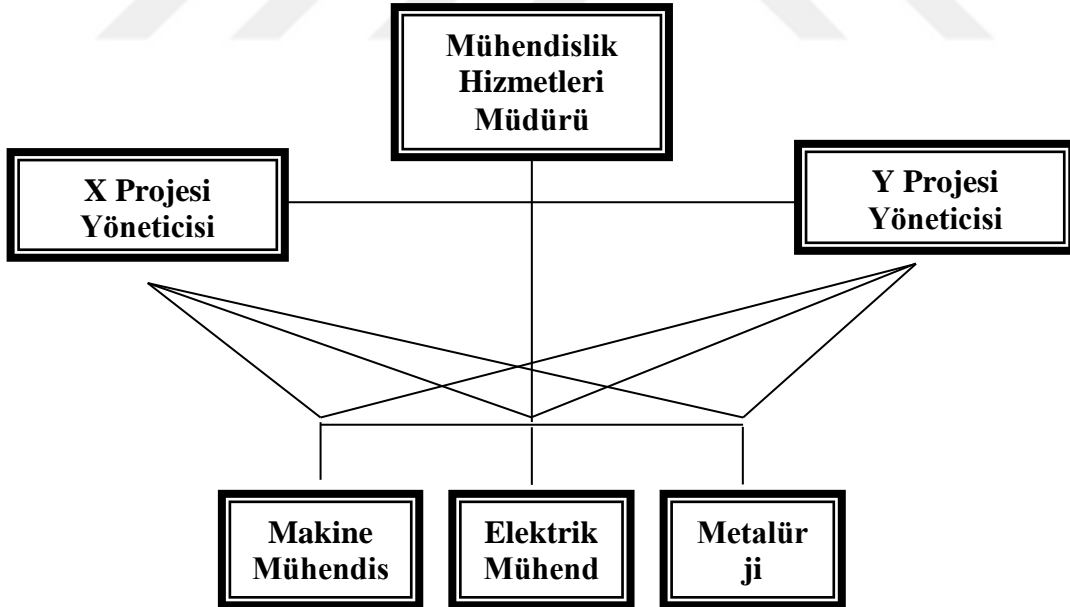 Mühendislik
Hizmetleri
Müdürü
X Projesi
Yöneticisi
Y Projesi
Yöneticisi
Makine
Mühendis
Elektrik
Mühend
Metalür
ji